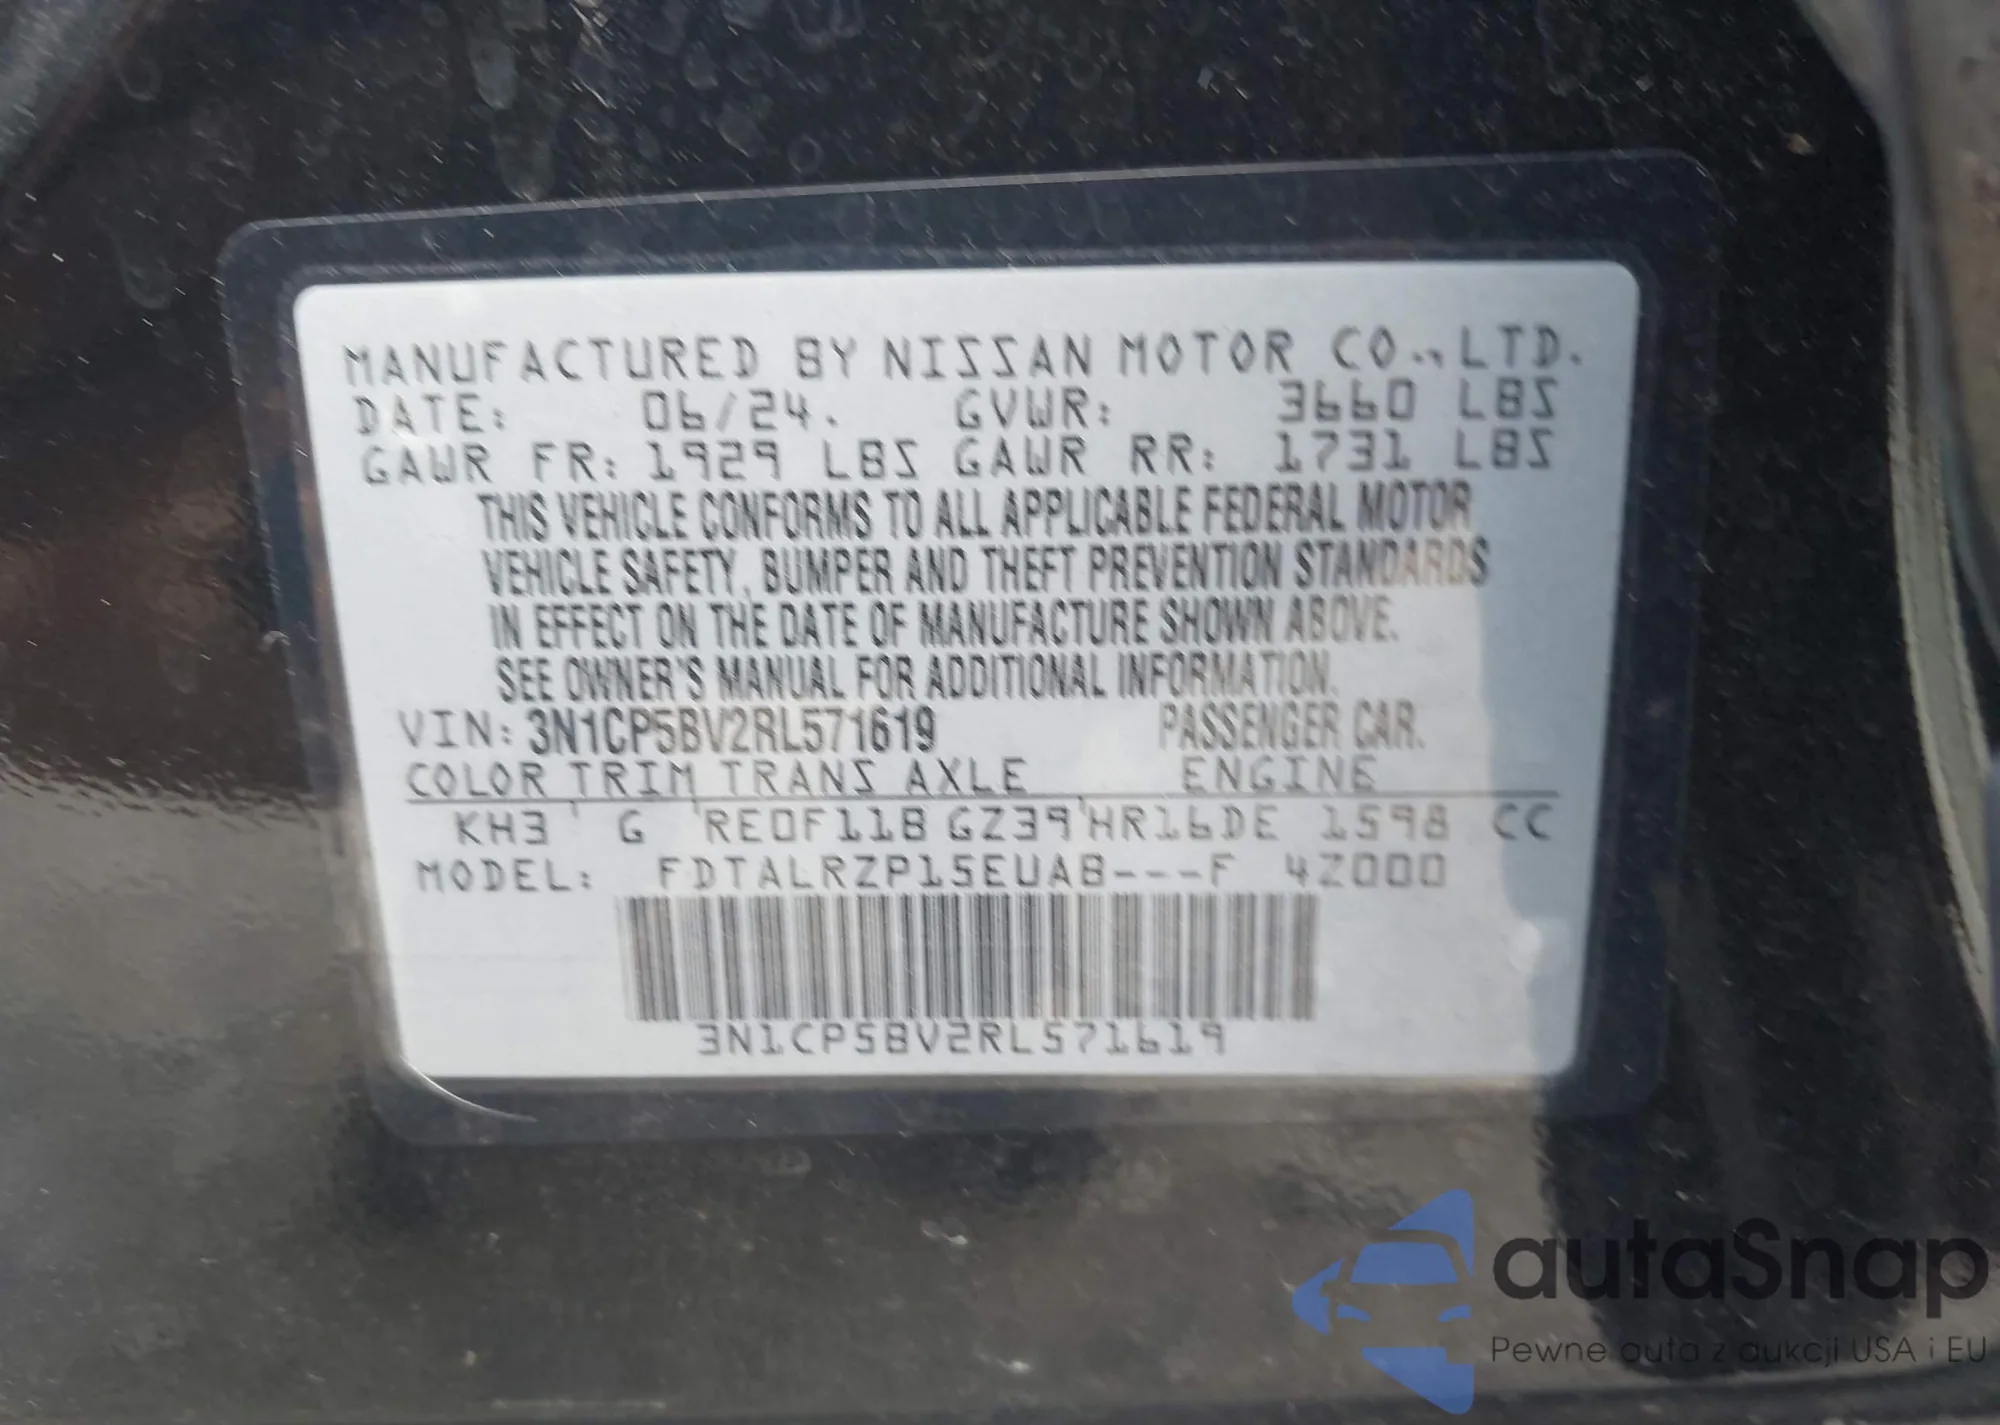 MANUFACTURED BY NISSAN MOTOR CO., LTD.
DATE: 06/24. GVWR: 3660 LBS
GAWR FR: 1929 LBS GAWR RR: 1731 LBS
THIS VEHICLE CONFORMS TO ALL APPLICABLE FEDERAL MOTOR
VEHICLE SAFETY, BUMPER AND THEFT PREVENTION STANDARDS
IN EFFECT ON THE DATE OF MANUFACTURE SHOWN ABOVE.
SEE OWNER'S MANUAL FOR ADDITIONAL INFORMATION.
VIN: 3N1CP5BV2RL571619 PASSENGER CAR.
COLOR TRIM TRANS AXLE ENGINE
KH3 ' G ' RE0F11B GZ39 ' HR16DE 1598 CC
MODEL: FDTALRZP15EUAB---F 4Z000
3N1CP5BV2RL571619
autaSnap
Pewne auta z aukcji USA i EU